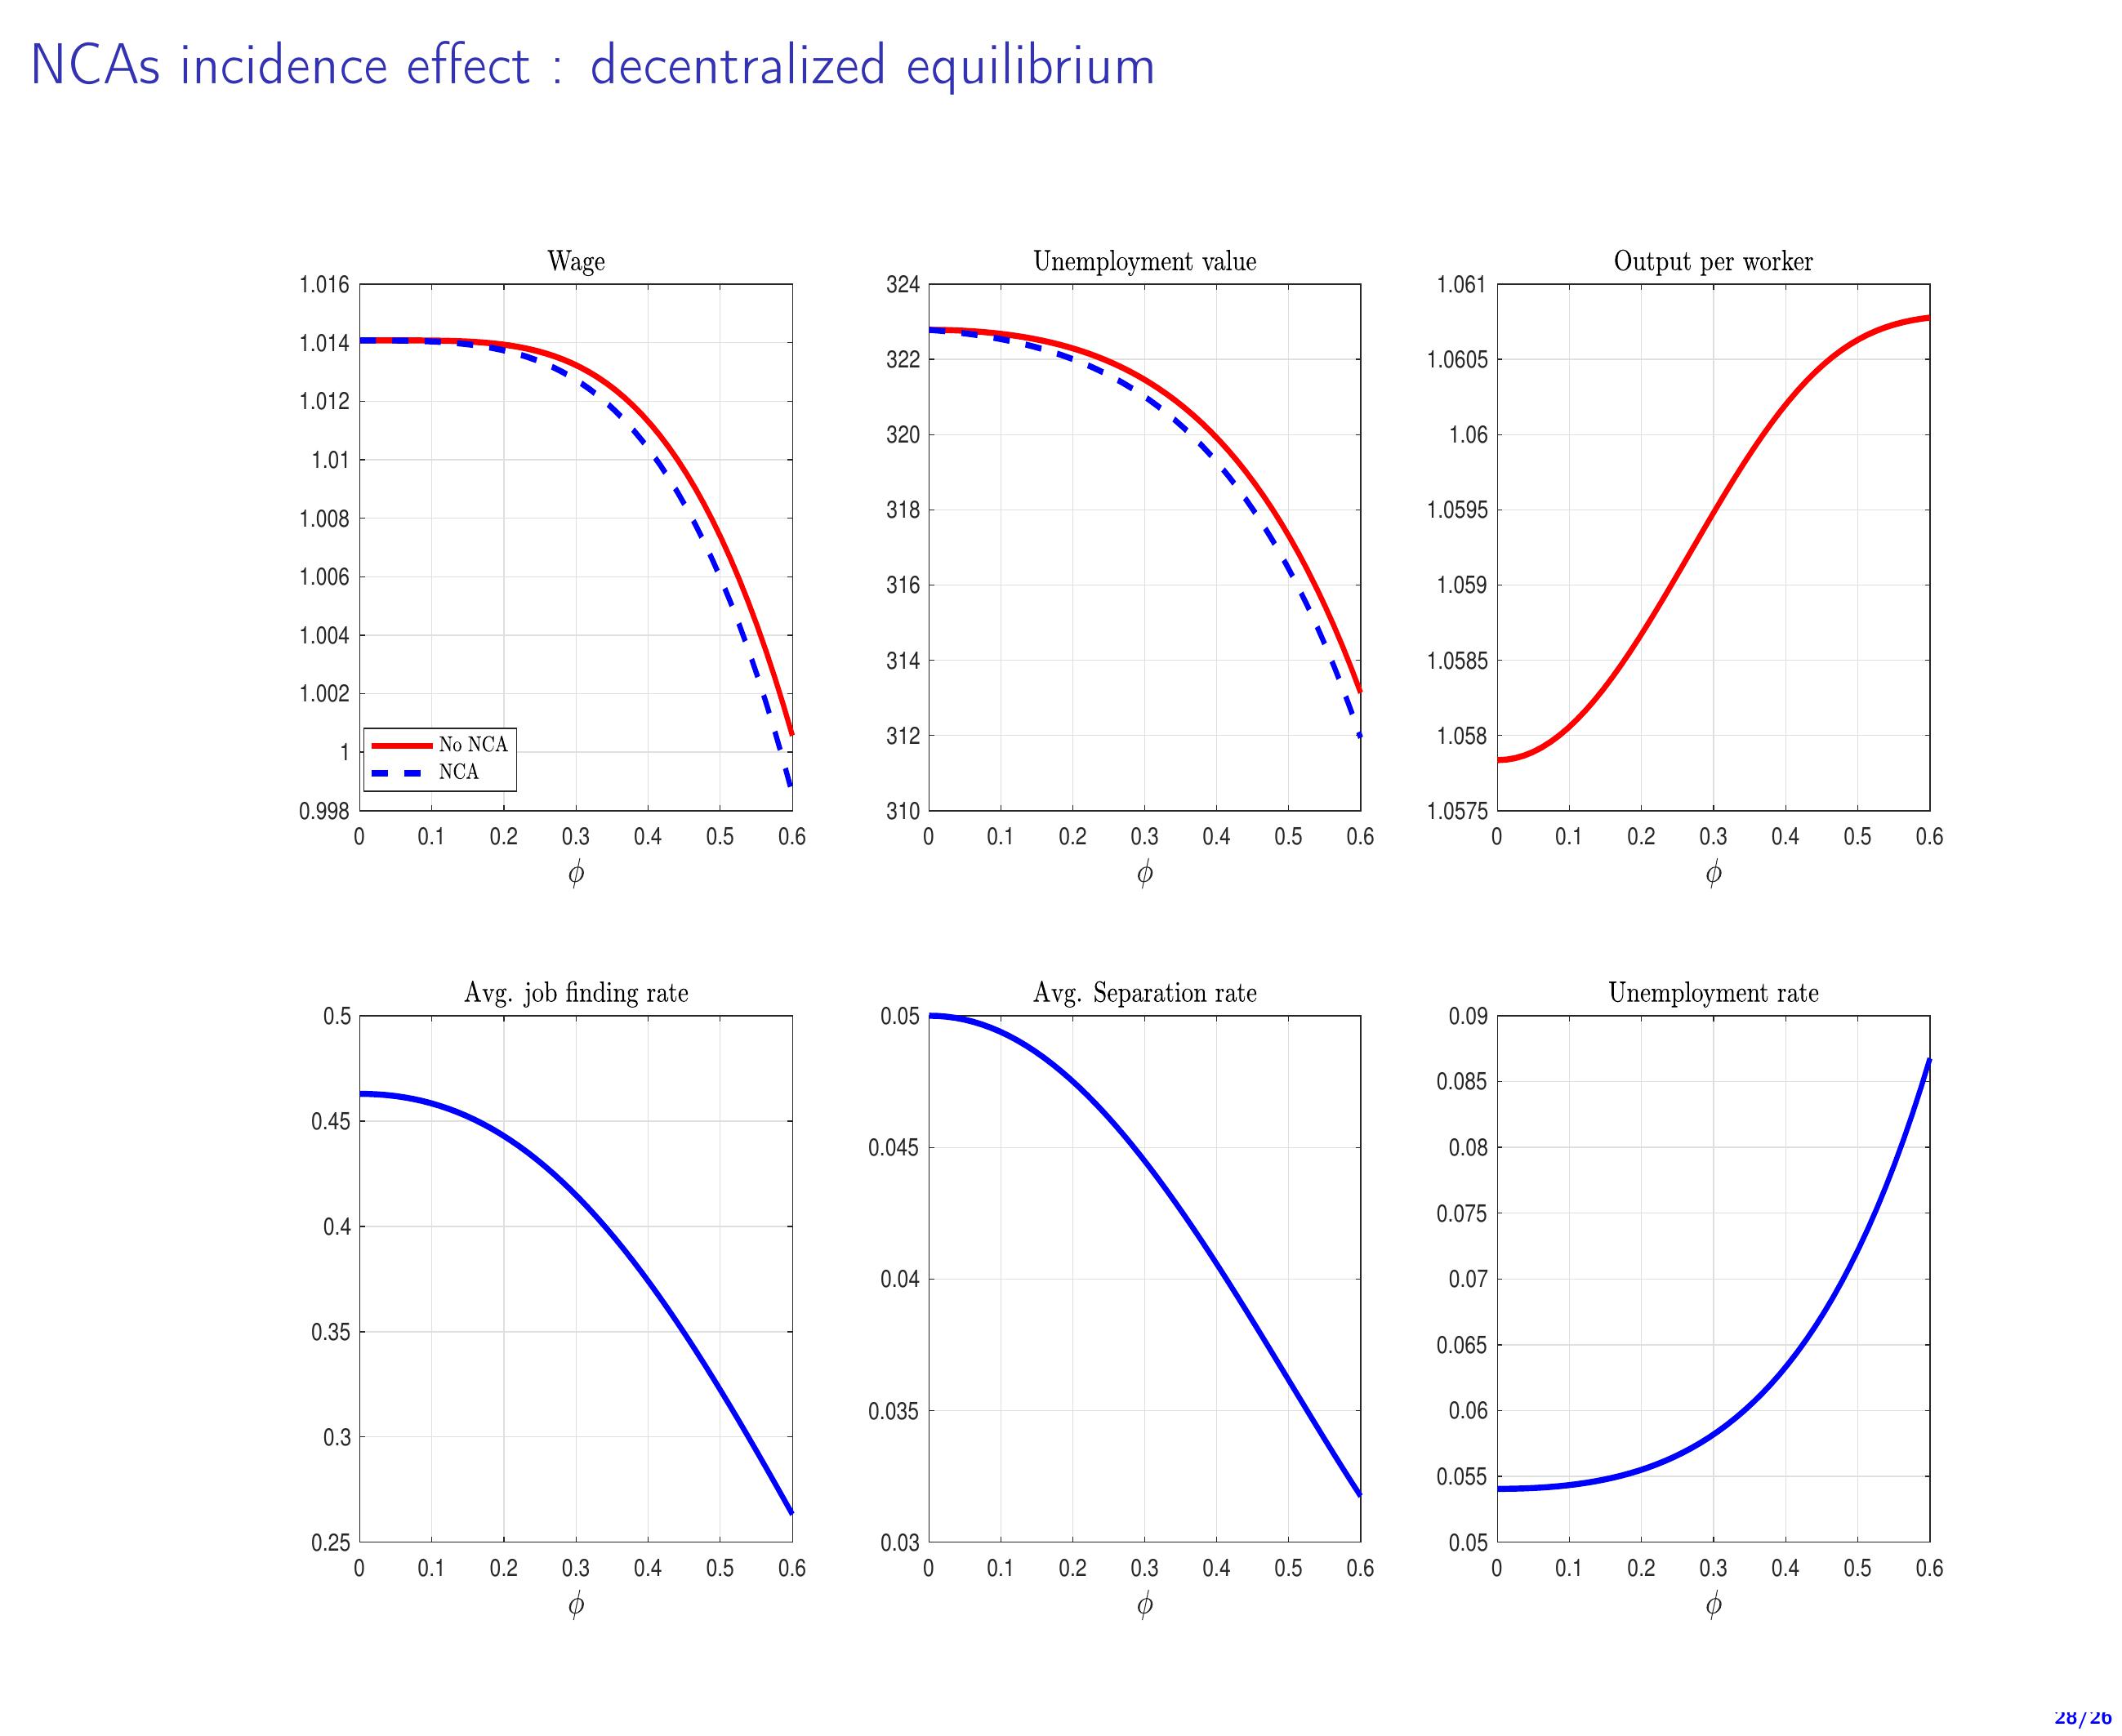 NCAs incidence effect : decentralized equilibrium
Wage
1.016
1.014
1.012
1.01
1.008
1.006
1.004
1.002
1
0.998
No NCA
NCA
0 0.1 0.2 0.3 0.4 0.5 0.6
ϕ
Unemployment value
324
322
320
318
316
314
312
310
0 0.1 0.2 0.3 0.4 0.5 0.6
ϕ
Output per worker
1.061
1.0605
1.06
1.0595
1.059
1.0585
1.058
1.0575
0 0.1 0.2 0.3 0.4 0.5 0.6
ϕ
Avg. job finding rate
0.5
0.45
0.4
0.35
0.3
0.25
0 0.1 0.2 0.3 0.4 0.5 0.6
ϕ
Avg. Separation rate
0.05
0.045
0.04
0.035
0.03
0 0.1 0.2 0.3 0.4 0.5 0.6
ϕ
Unemployment rate
0.09
0.085
0.08
0.075
0.07
0.065
0.06
0.055
0.05
0 0.1 0.2 0.3 0.4 0.5 0.6
ϕ
28/26